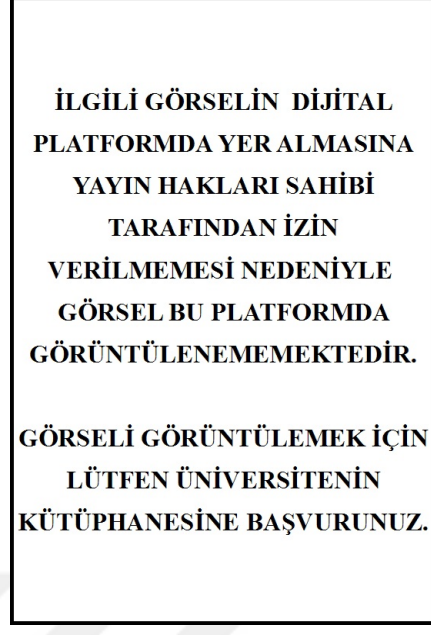 İLGİLİ GÖRSELİN DİJİTAL
PLATFORMDA YER ALMASINA
YAYIN HAKLARI SAHİBİ
TARAFINDAN İZİN
VERİLMEMESİ NEDENİYLE
GÖRSEL BU PLATFORMDA
GÖRÜNTÜLENEMEMEKTEDİR.
GÖRSELİ GÖRÜNTÜLEMEK İÇİN
LÜTFEN ÜNİVERSİTENİN
KÜTÜPHANESİNE BAŞVURUNUZ.